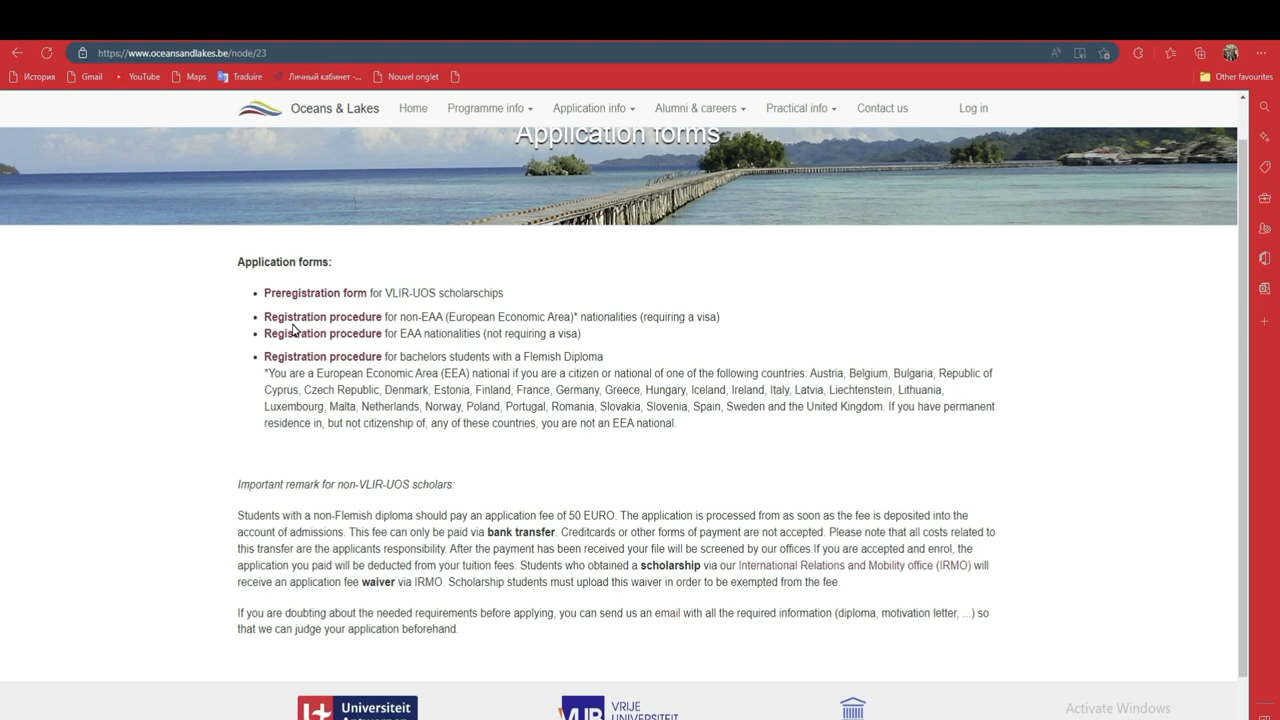 https://www.oceansandlakes.be/node/23
История Gmail YouTube Maps Traduire Личный кабинет -... Nouvel onglet Other favourites
Oceans & Lakes Home Programme info Application info Alumni & careers Practical info Contact us Log in
Application forms
Application forms:
Preregistration form for VLIR-UOS scholarschips
Registration procedure for non-EAA (European Economic Area)* nationalities (requiring a visa)
Registration procedure for EAA nationalities (not requiring a visa)
Registration procedure for bachelors students with a Flemish Diploma
*You are a European Economic Area (EEA) national if you are a citizen or national of one of the following countries: Austria, Belgium, Bulgaria, Republic of
Cyprus, Czech Republic, Denmark, Estonia, Finland, France, Germany, Greece, Hungary, Iceland, Ireland, Italy, Latvia, Liechtenstein, Lithuania,
Luxembourg, Malta, Netherlands, Norway, Poland, Portugal, Romania, Slovakia, Slovenia, Spain, Sweden and the United Kingdom. If you have permanent
residence in, but not citizenship of, any of these countries, you are not an EEA national.
Important remark for non-VLIR-UOS scholars:
Students with a non-Flemish diploma should pay an application fee of 50 EURO. The application is processed from as soon as the fee is deposited into the
account of admissions. This fee can only be paid via bank transfer. Creditcards or other forms of payment are not accepted. Please note that all costs related to
this transfer are the applicants responsibility. After the payment has been received your file will be screened by our offices.If you are accepted and enrol, the
application you paid will be deducted from your tuition fees. Students who obtained a scholarship via our International Relations and Mobility office (IRMO) will
receive an application fee waiver via IRMO. Scholarship students must upload this waiver in order to be exempted from the fee.
If you are doubting about the needed requirements before applying, you can send us an email with all the required information (diploma, motivation letter, ...) so
that we can judge your application beforehand.
Universiteit
Antwerpen
VUB VRIJE
UNIVERSITEIT
Activate Windows